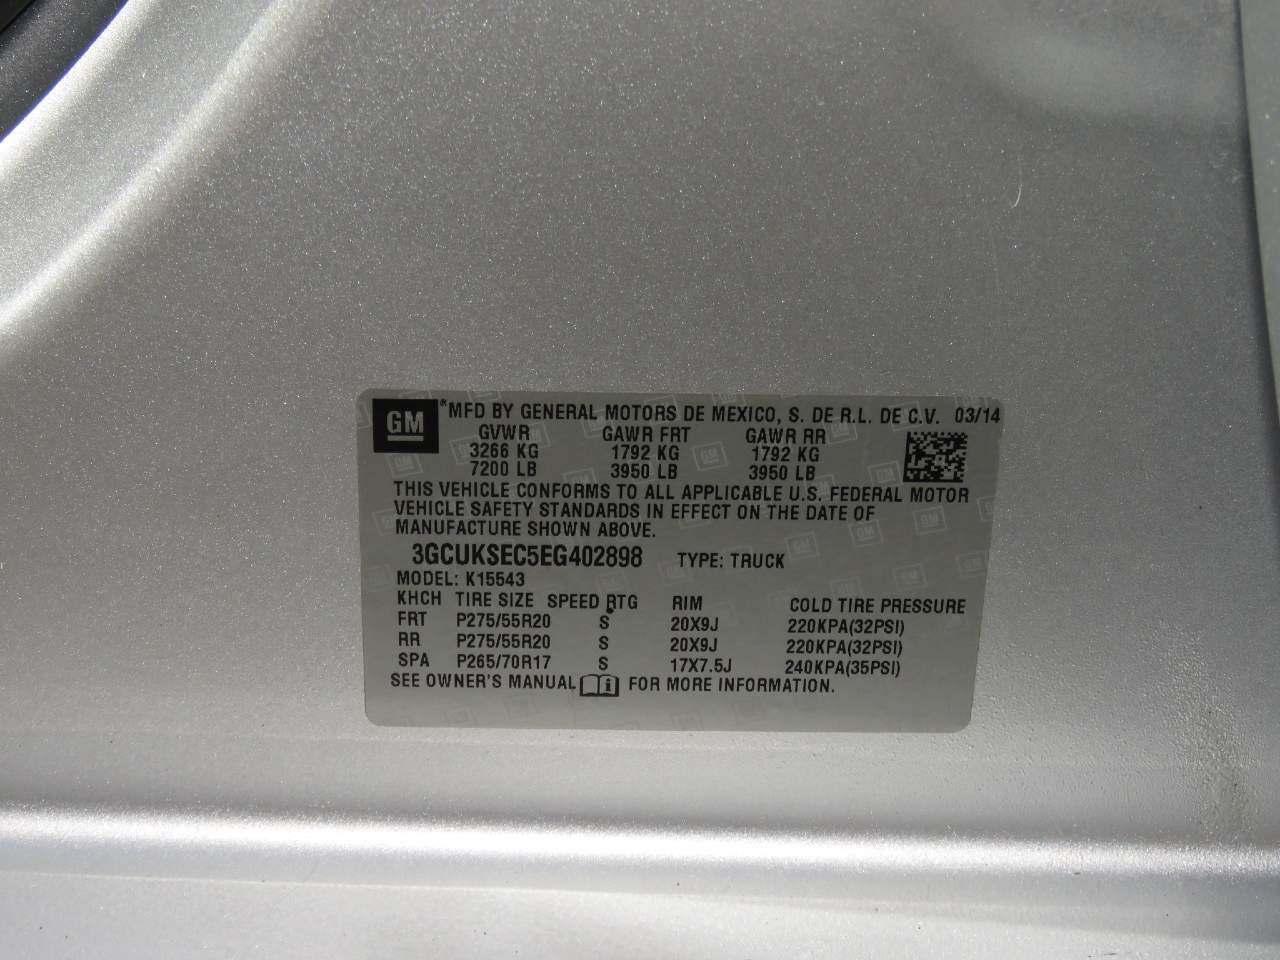 GM ® MFD BY GENERAL MOTORS DE MEXICO, S. DE R.L. DE C.V. 03/14
GVWR GAWR FRT GAWR RR
3266 KG 1792 KG 1792 KG
7200 LB 3950 LB 3950 LB
THIS VEHICLE CONFORMS TO ALL APPLICABLE U.S. FEDERAL MOTOR
VEHICLE SAFETY STANDARDS IN EFFECT ON THE DATE OF
MANUFACTURE SHOWN ABOVE.
3GCUKSEC5EG402898 TYPE: TRUCK
MODEL: K15543
KHCH TIRE SIZE SPEED RTG RIM COLD TIRE PRESSURE
FRT P275/55R20 S 20X9J 220KPA(32PSI)
RR P275/55R20 S 20X9J 220KPA(32PSI)
SPA P265/70R17 S 17X7.5J 240KPA(35PSI)
SEE OWNER'S MANUAL i FOR MORE INFORMATION.